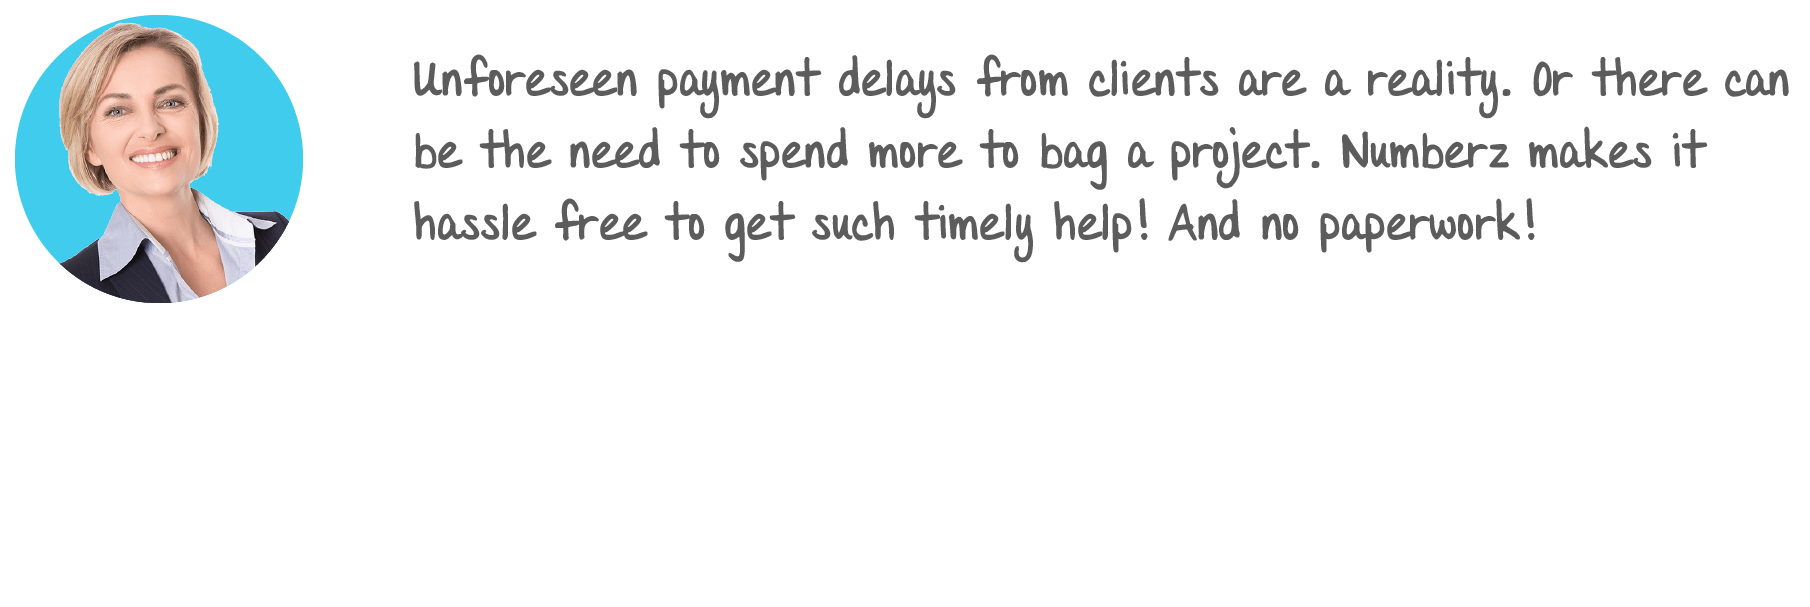 Unforeseen payment delays from clients are a reality. Or there can
be the need to spend more to bag a project. Numberz makes it
hassle free to get such timely help! And no paperwork!